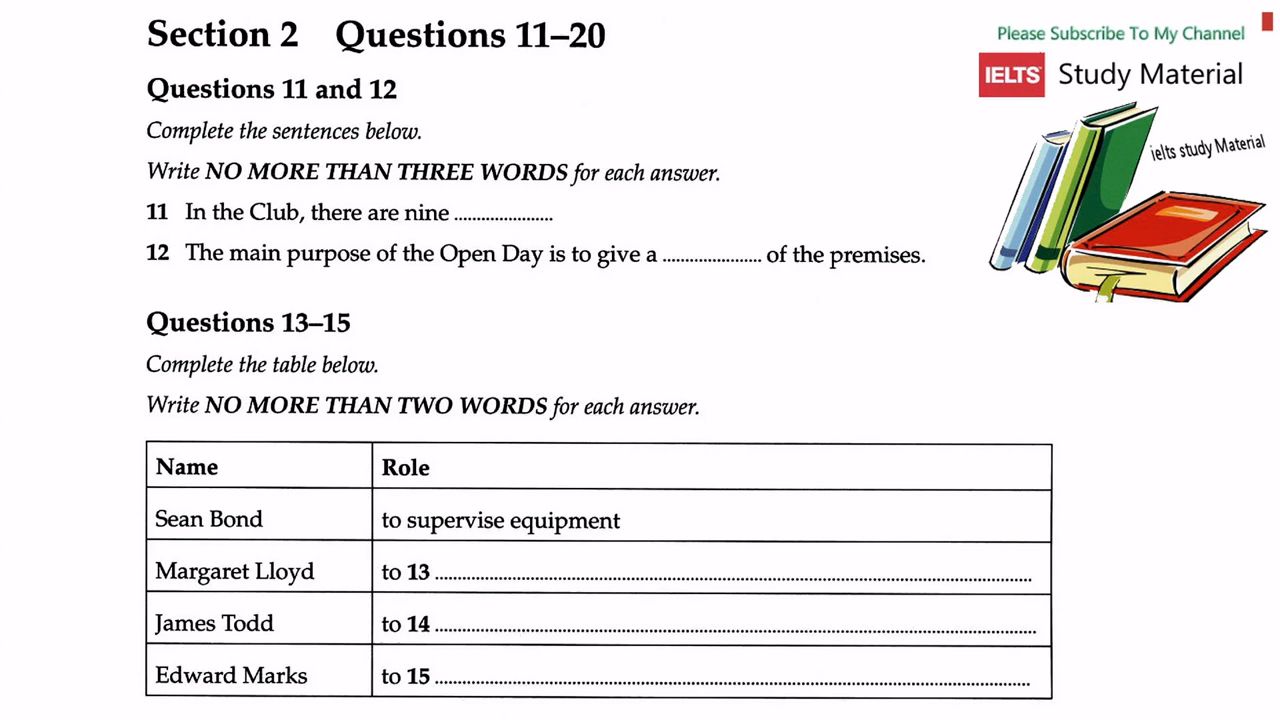 Section 2 Questions 11–20
Please Subscribe To My Channel
IELTS Study Material
ielts study Material
Questions 11 and 12
Complete the sentences below.
Write NO MORE THAN THREE WORDS for each answer.
11 In the Club, there are nine ......................
12 The main purpose of the Open Day is to give a ...................... of the premises.
Questions 13–15
Complete the table below.
Write NO MORE THAN TWO WORDS for each answer.
Name Role
Sean Bond to supervise equipment
Margaret Lloyd to 13 ......................
James Todd to 14 ......................
Edward Marks to 15 ......................